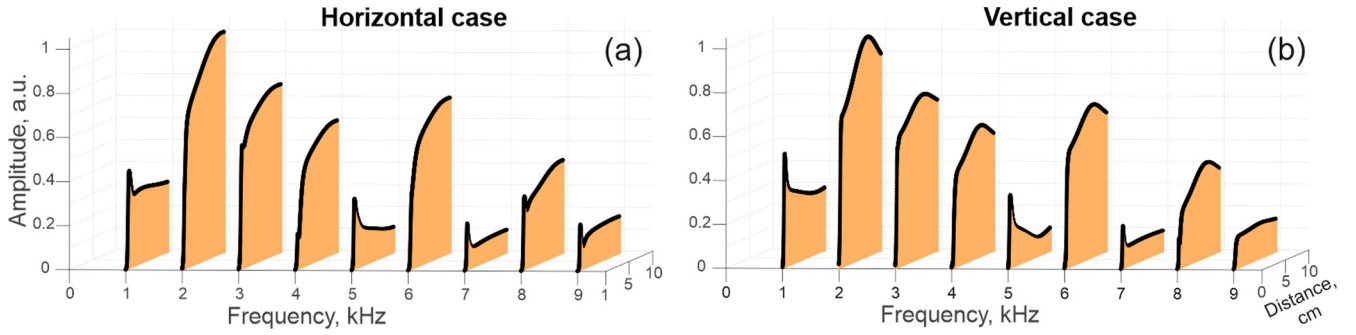 Horizontal case
(a)
Amplitude, a.u.
1
0.8
0.6
0.4
0.2
0
0 1 2 3 4 5 6 7 8 9
1 5 10
Frequency, kHz
Vertical case
(b)
1
0.8
0.6
0.4
0.2
0
0 1 2 3 4 5 6 7 8 9
0 5 10
Frequency, kHz
Distance,
cm